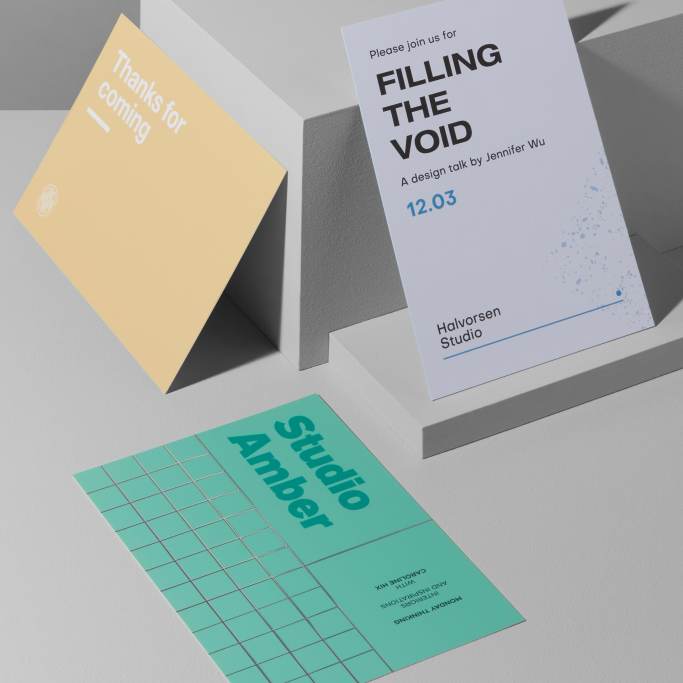 Thanks for
coming
Please join us for
FILLING
THE
VOID
A design talk by Jennifer Wu
12.03
Halvorsen
Studio
Studio
Amber
MONDAY THINKING
INTERIORS
AND INSPIRATIONS
WITH
CAROLINE HIX